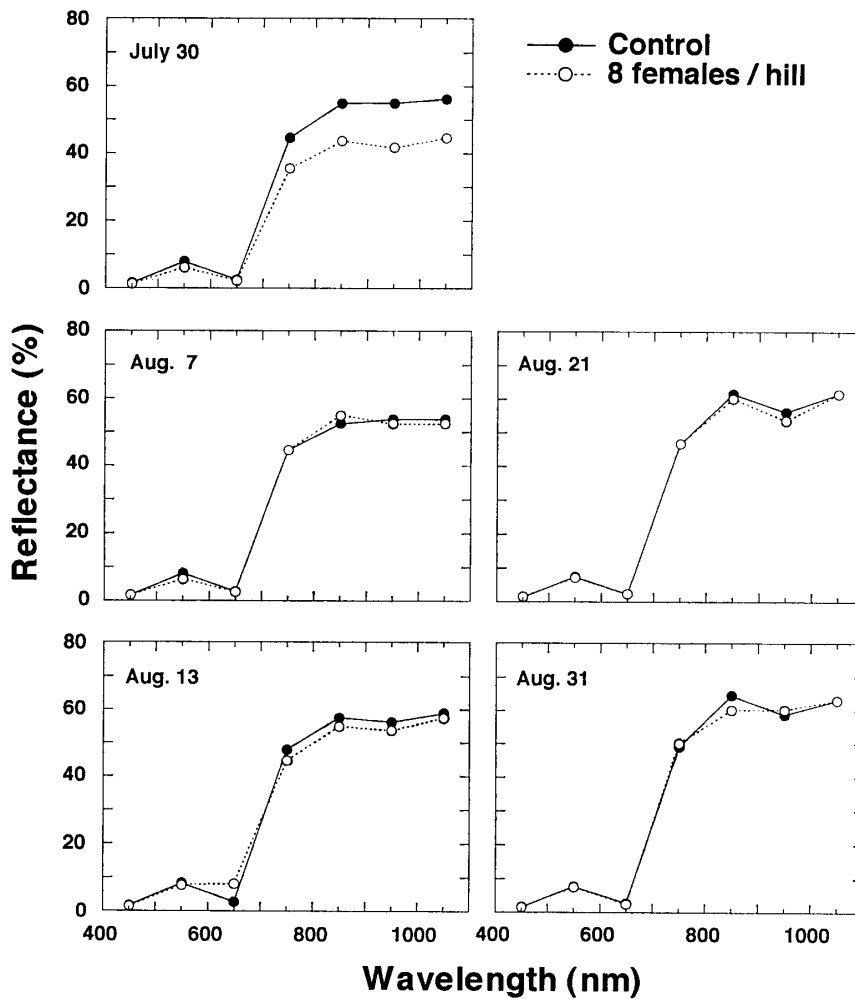 80
60
40
20
0
July 30
Control
8 females / hill
Reflectance (%)
80
60
40
20
0
Aug. 7
Aug. 21
80
60
40
20
0
Aug. 13
Aug. 31
400 600 800 1000
400 600 800 1000
Wavelength (nm)